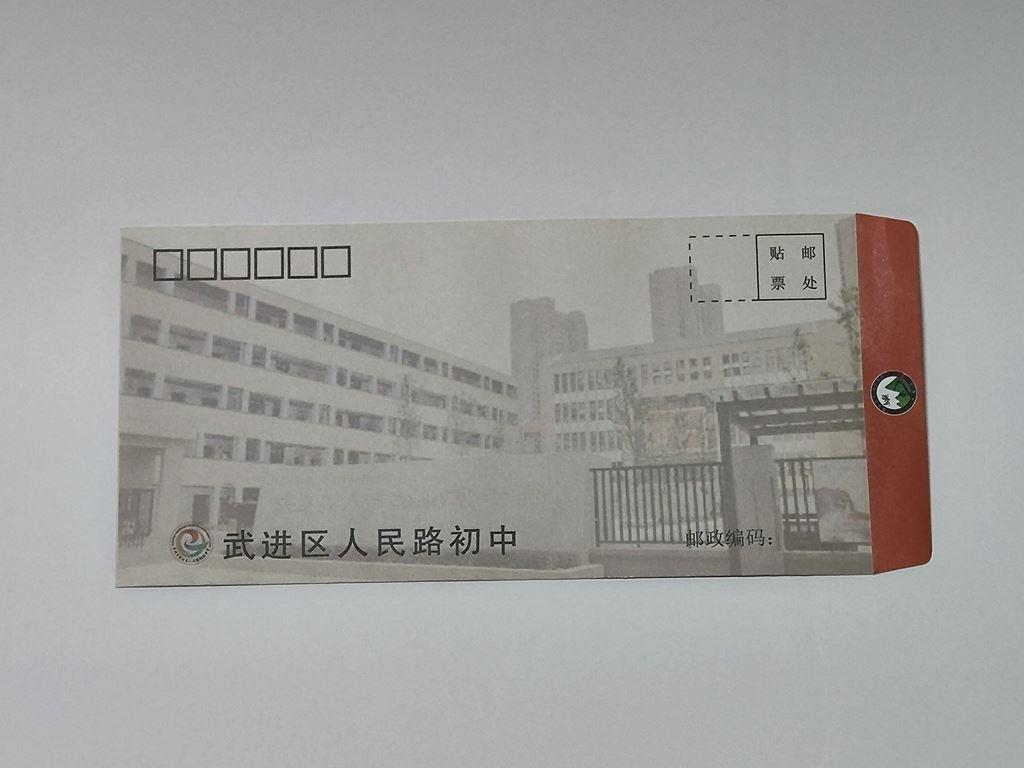 贴 邮
票 处
武进区人民路初中
邮政编码：